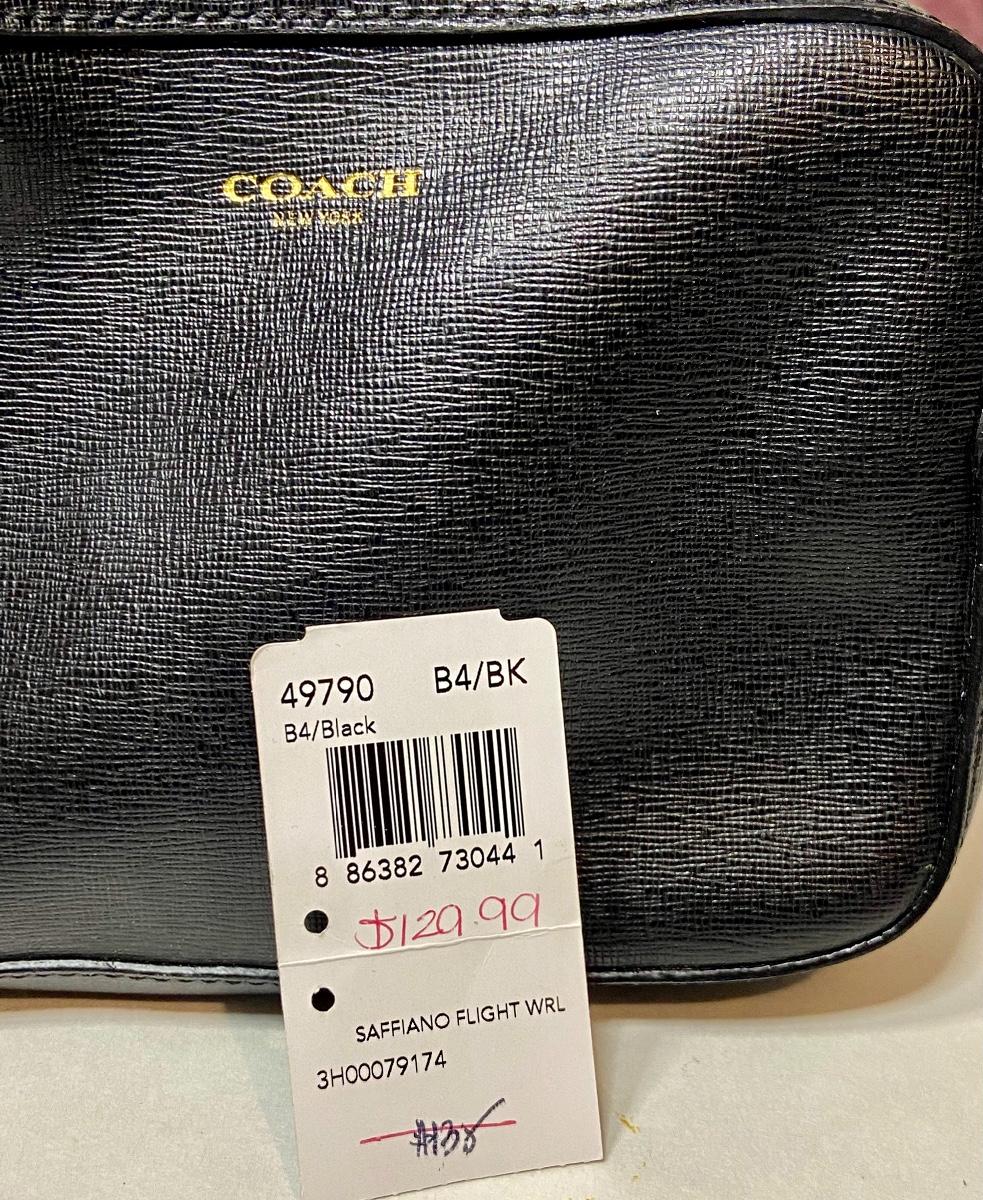 COACH
NEW YORK
49790 B4/BK
B4/Black
8 86382 73044 1
$129.99
SAFFIANO FLIGHT WRL
3H00079174